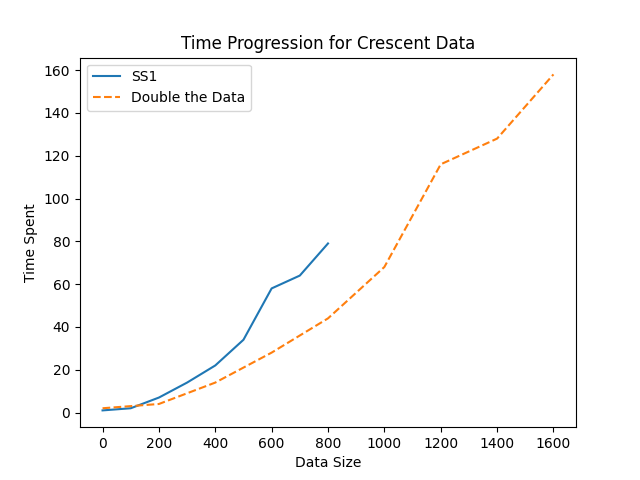 Time Progression for Crescent Data
SS1
Double the Data
160
140
120
100
80
60
40
20
0
Time Spent
0 200 400 600 800 1000 1200 1400 1600
Data Size